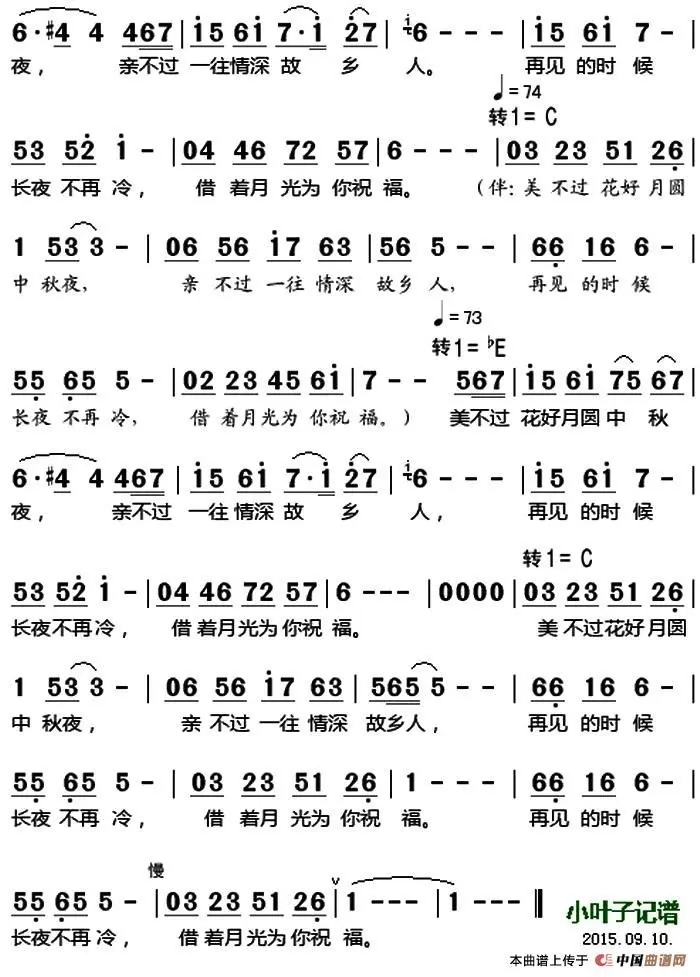 6· #4 4 467 | i5 6i 7·i 27 | i6 - - - | i5 6i 7 - |
夜， 亲不过 一往情深 故 乡 人。 再见 的时 候
♩=74
转1=C
53 52 i - | 04 46 72 57 | 6 - - - | 03 23 51 26 |
长夜 不再 冷， 借 着月 光为 你祝 福。 (伴:美 不过 花好 月圆
1 53 3 - | 06 56 i7 63 | 56 5 - - | 66 16 6 - |
中 秋夜， 亲 不过 一往 情深 故乡 人， 再见 的时 候
♩=73
转1=♭E
55 65 5 - | 02 23 45 6i | 7 - - 567 | i5 6i 75 67 |
长夜 不再 冷， 借 着月 光为 你祝 福。) 美不过 花好月圆 中 秋
6· #4 4 467 | i5 6i 7·i 27 | i6 - - - | i5 6i 7 - |
夜， 亲不过 一往情深 故 乡 人， 再见 的时 候
转1=C
53 52 i - | 04 46 72 57 | 6 - - - | 0000 | 03 23 51 26 |
长夜不再 冷， 借 着月光为 你祝 福。 美 不过花好 月圆
1 53 3 - | 06 56 i7 63 | 565 5 - - | 66 16 6 - |
中 秋夜， 亲 不过 一往 情深 故乡人， 再见 的时 候
55 65 5 - | 03 23 51 26 | 1 - - - | 66 16 6 - |
长夜 不再 冷， 借 着月 光为 你祝 福。 再见 的时 候
慢
55 65 5 - | 03 23 51 26 | 1 - - - | 1 - - - ‖
长夜不再 冷， 借 着月光为 你祝 福。
小叶子记谱
2015.09.10.
本曲谱上传于 中国曲谱网